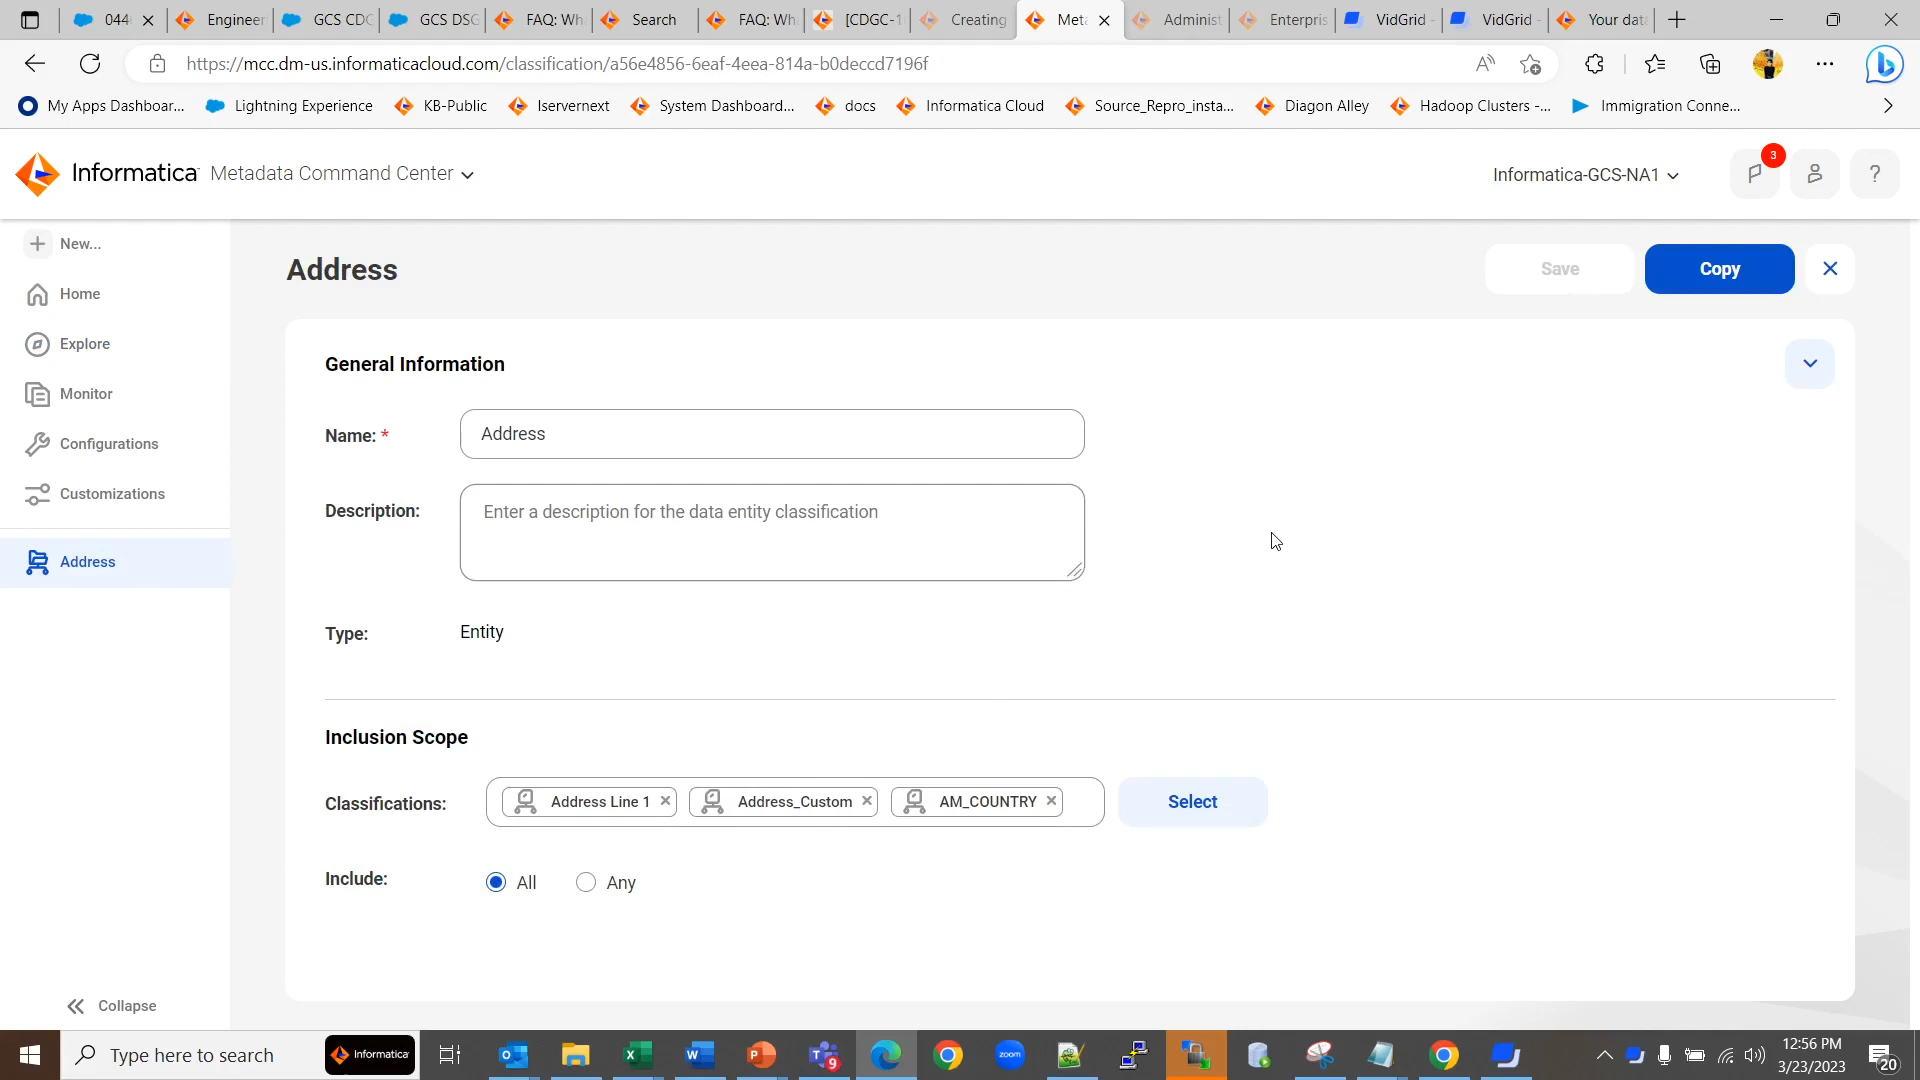 044
Engineer
GCS CDG
GCS DSG
FAQ: Wh
Search
FAQ: Wh
[CDGC-1
Creating
Meta
Administ
Enterpris
VidGrid -
VidGrid -
Your dat
https://mcc.dm-us.informaticacloud.com/classification/a56e4856-6eaf-4eea-814a-b0deccd7196f
My Apps Dashboar... Lightning Experience KB-Public Iservernext System Dashboard... docs Informatica Cloud Source_Repro_insta... Diagon Alley Hadoop Clusters -... Immigration Conne...
Informatica Metadata Command Center
Informatica-GCS-NA1
3
?
New...
Home
Explore
Monitor
Configurations
Customizations
Address
Collapse
Address
Save
Copy
General Information
Name: * Address
Description: Enter a description for the data entity classification
Type: Entity
Inclusion Scope
Classifications: Address Line 1 Address_Custom AM_COUNTRY Select
Include: All Any
Type here to search
Informatica
9
zoom
12:56 PM
3/23/2023
20